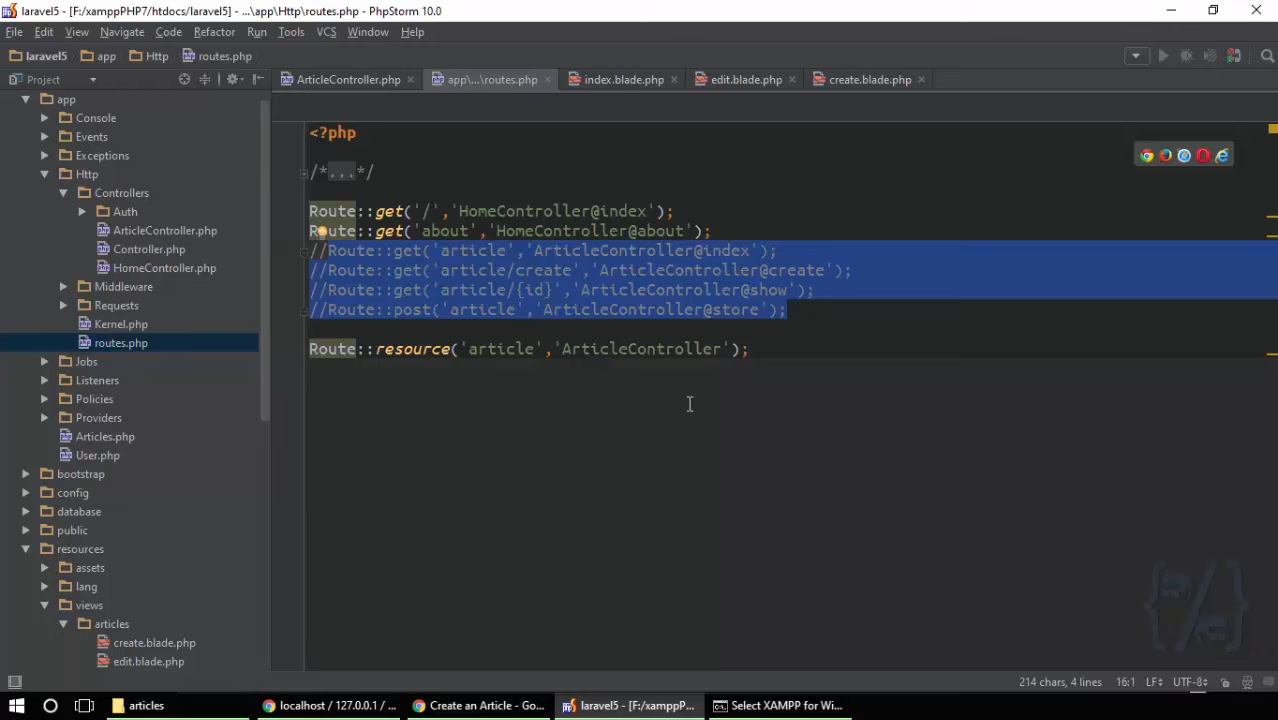 laravel5 - [F:/xamppPHP7/htdocs/laravel5] - ...\app\Http\routes.php - PhpStorm 10.0
File Edit View Navigate Code Refactor Run Tools VCS Window Help
laravel5 app Http routes.php
Project
ArticleController.php app\...\routes.php index.blade.php edit.blade.php create.blade.php
app
Console
Events
Exceptions
Http
Controllers
Auth
ArticleController.php
Controller.php
HomeController.php
Middleware
Requests
Kernel.php
routes.php
Jobs
Listeners
Policies
Providers
Articles.php
User.php
bootstrap
config
database
public
resources
assets
lang
views
articles
create.blade.php
edit.blade.php
<?php
/*...*/
Route::get('/','HomeController@index');
Route::get('about','HomeController@about');
//Route::get('article','ArticleController@index');
//Route::get('article/create','ArticleController@create');
//Route::get('article/{id}','ArticleController@show');
//Route::post('article','ArticleController@store');
Route::resource('article','ArticleController');
{%/}
214 chars, 4 lines 16:1 LF UTF-8
articles localhost / 127.0.0.1 / ... Create an Article - Go... laravel5 - [F:/xamppP... Select XAMPP for Wi...